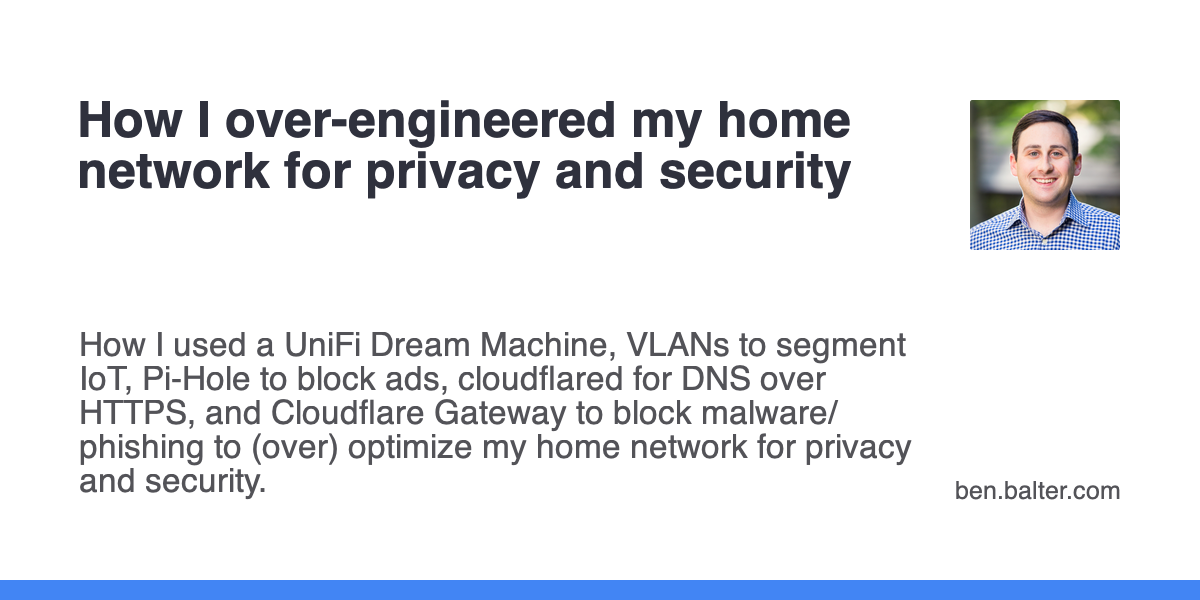 How I over-engineered my home
network for privacy and security
How I used a UniFi Dream Machine, VLANs to segment
IoT, Pi-Hole to block ads, cloudflared for DNS over
HTTPS, and Cloudflare Gateway to block malware/
phishing to (over) optimize my home network for privacy
and security.
ben.balter.com